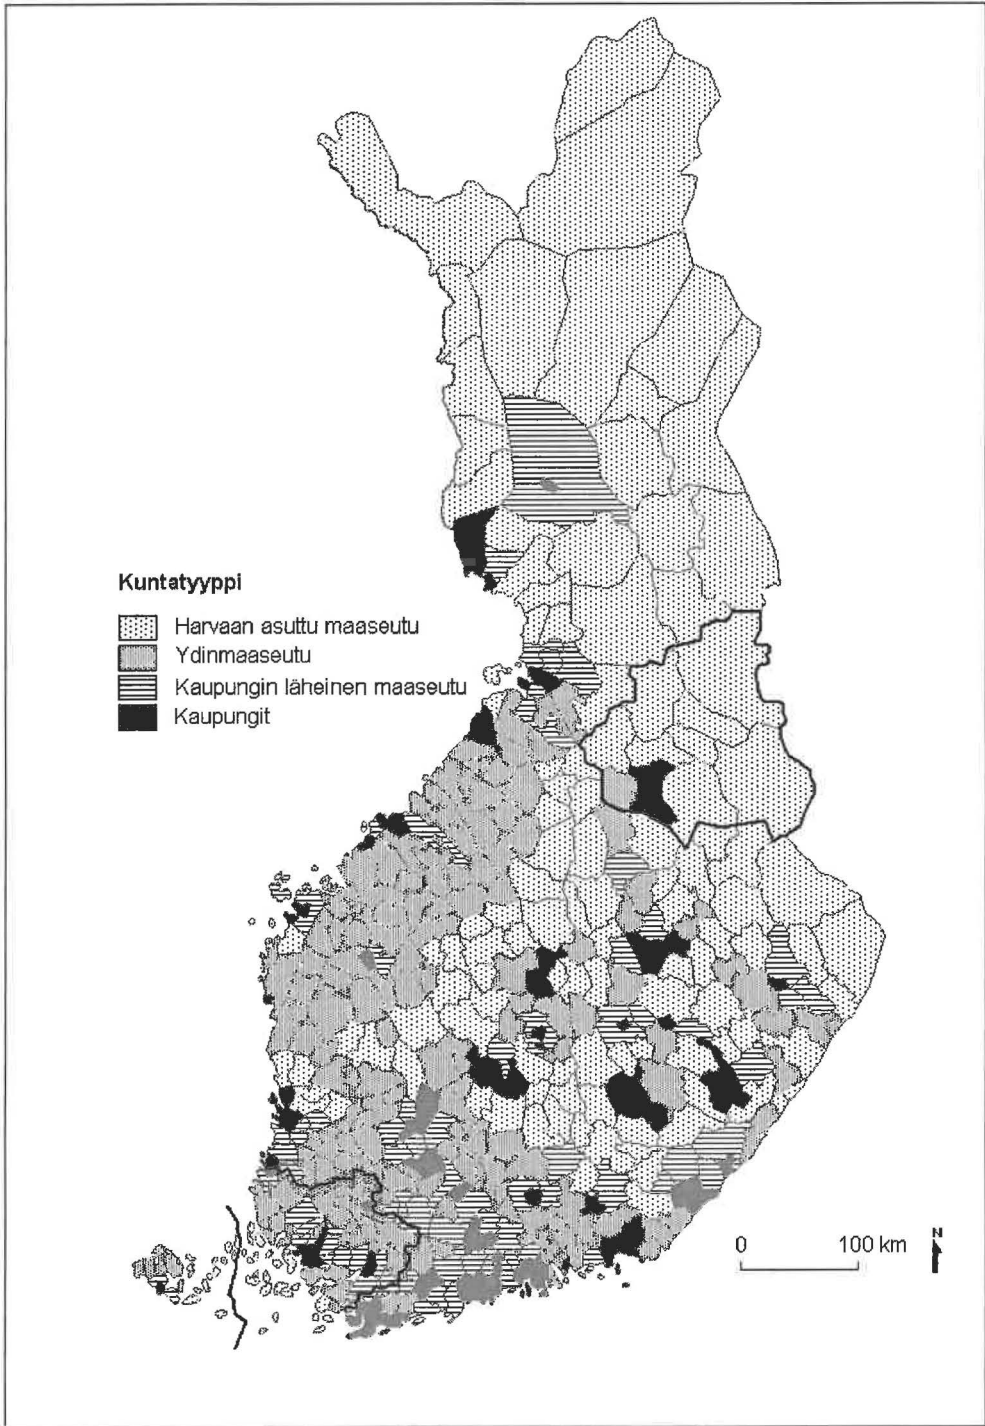 Kuntatyyppi
Harvaan asuttu maaseutu
Ydinmaaseutu
Kaupungin läheinen maaseutu
Kaupungit
N
0 100 km